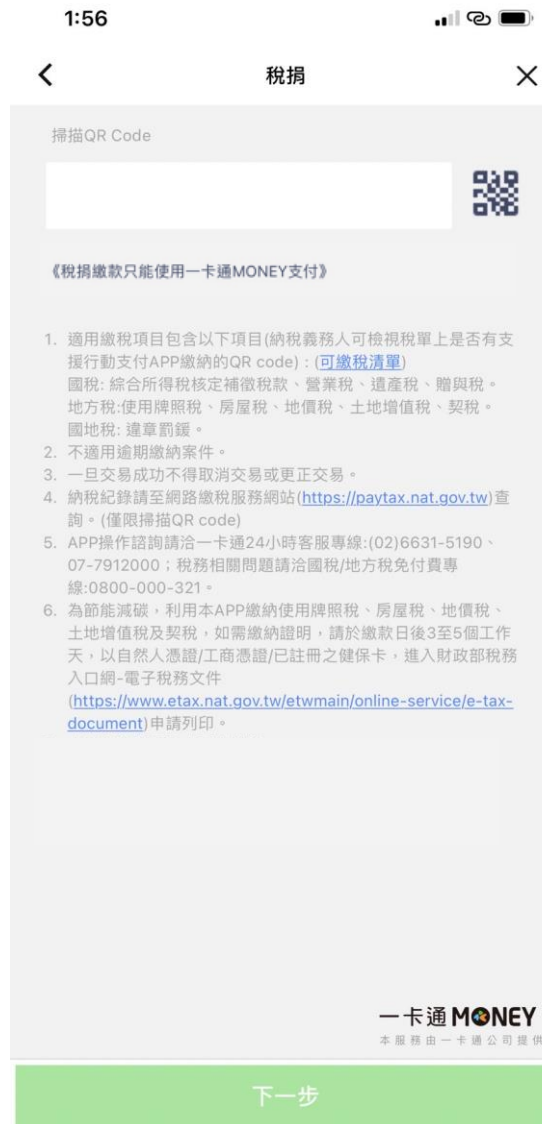 1:56
稅捐
掃描QR Code
《稅捐繳款只能使用一卡通MONEY支付》
1. 適用繳稅項目包含以下項目(納稅義務人可檢視稅單上是否有支
援行動支付APP繳納的QR code)：(可繳稅清單)
國稅: 綜合所得稅核定補徵稅款、營業稅、遺產稅、贈與稅。
地方稅:使用牌照稅、房屋稅、地價稅、土地增值稅、契稅。
國地稅: 違章罰鍰。
2. 不適用逾期繳納案件。
3. 一旦交易成功不得取消交易或更正交易。
4. 納稅紀錄請至網路繳稅服務網站(https://paytax.nat.gov.tw)查
詢。(僅限掃描QR code)
5. APP操作諮詢請洽一卡通24小時客服專線:(02)6631-5190、
07-7912000；稅務相關問題請洽國稅/地方稅免付費專
線:0800-000-321。
6. 為節能減碳，利用本APP繳納使用牌照稅、房屋稅、地價稅、
土地增值稅及契稅，如需繳納證明，請於繳款日後3至5個工作
天，以自然人憑證/工商憑證/已註冊之健保卡，進入財政部稅務
入口網-電子稅務文件
(https://www.etax.nat.gov.tw/etwmain/online-service/e-tax-
document)申請列印。
一卡通MONEY
本服務由一卡通公司提供
下一步